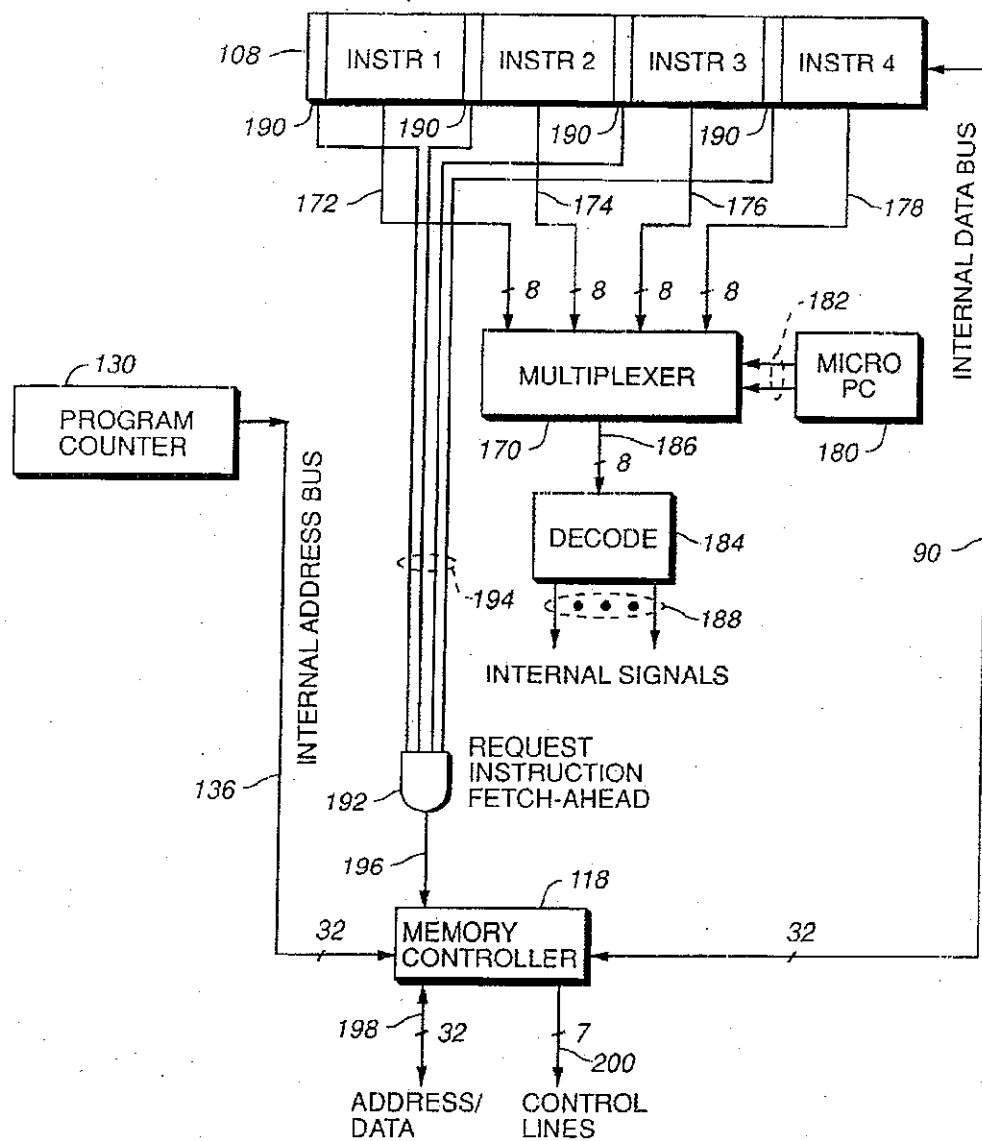 108
INSTR 1
INSTR 2
INSTR 3
INSTR 4
190
190
190
190
172
174
176
178
INTERNAL DATA BUS
8
8
8
8
182
130
PROGRAM
COUNTER
MULTIPLEXER
MICRO
PC
170
186
180
8
INTERNAL ADDRESS BUS
DECODE
184
90
194
188
INTERNAL SIGNALS
136
192
REQUEST
INSTRUCTION
FETCH-AHEAD
196
118
32
MEMORY
CONTROLLER
32
198
32
7
200
ADDRESS/
DATA
CONTROL
LINES